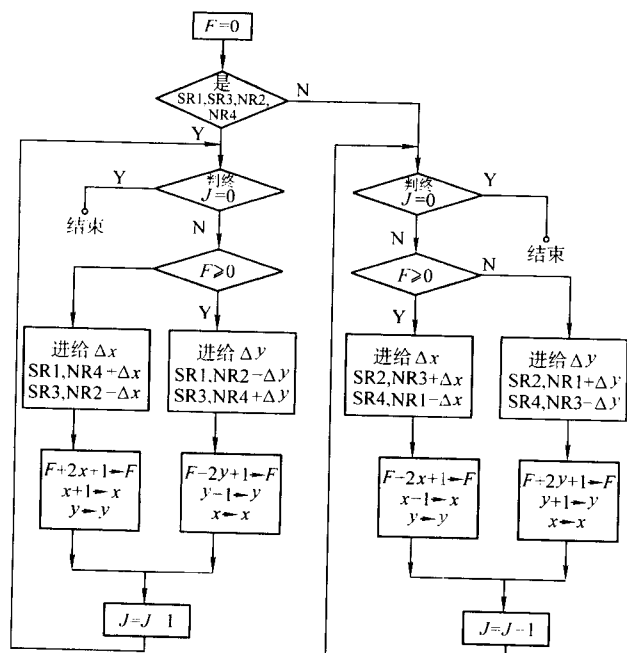 F=0
是
SR1,SR3,NR2,
NR4
N
Y
Y
判终
J=0
N
结束
F≥0
Y
进给 Δx
SR1,NR4+Δx
SR3,NR2−Δx
进给 Δy
SR1,NR2−Δy
SR3,NR4+Δy
F+2x+1→F
x+1→x
y→y
F−2y+1→F
y−1→y
x→x
J=J−1
判终
J=0
Y
N
结束
F≥0
N
Y
进给 Δx
SR2,NR3+Δx
SR4,NR1−Δx
进给 Δy
SR2,NR1+Δy
SR4,NR3−Δy
F−2x+1→F
x−1→x
y→y
F+2y+1→F
y+1→y
x→x
J=J−1